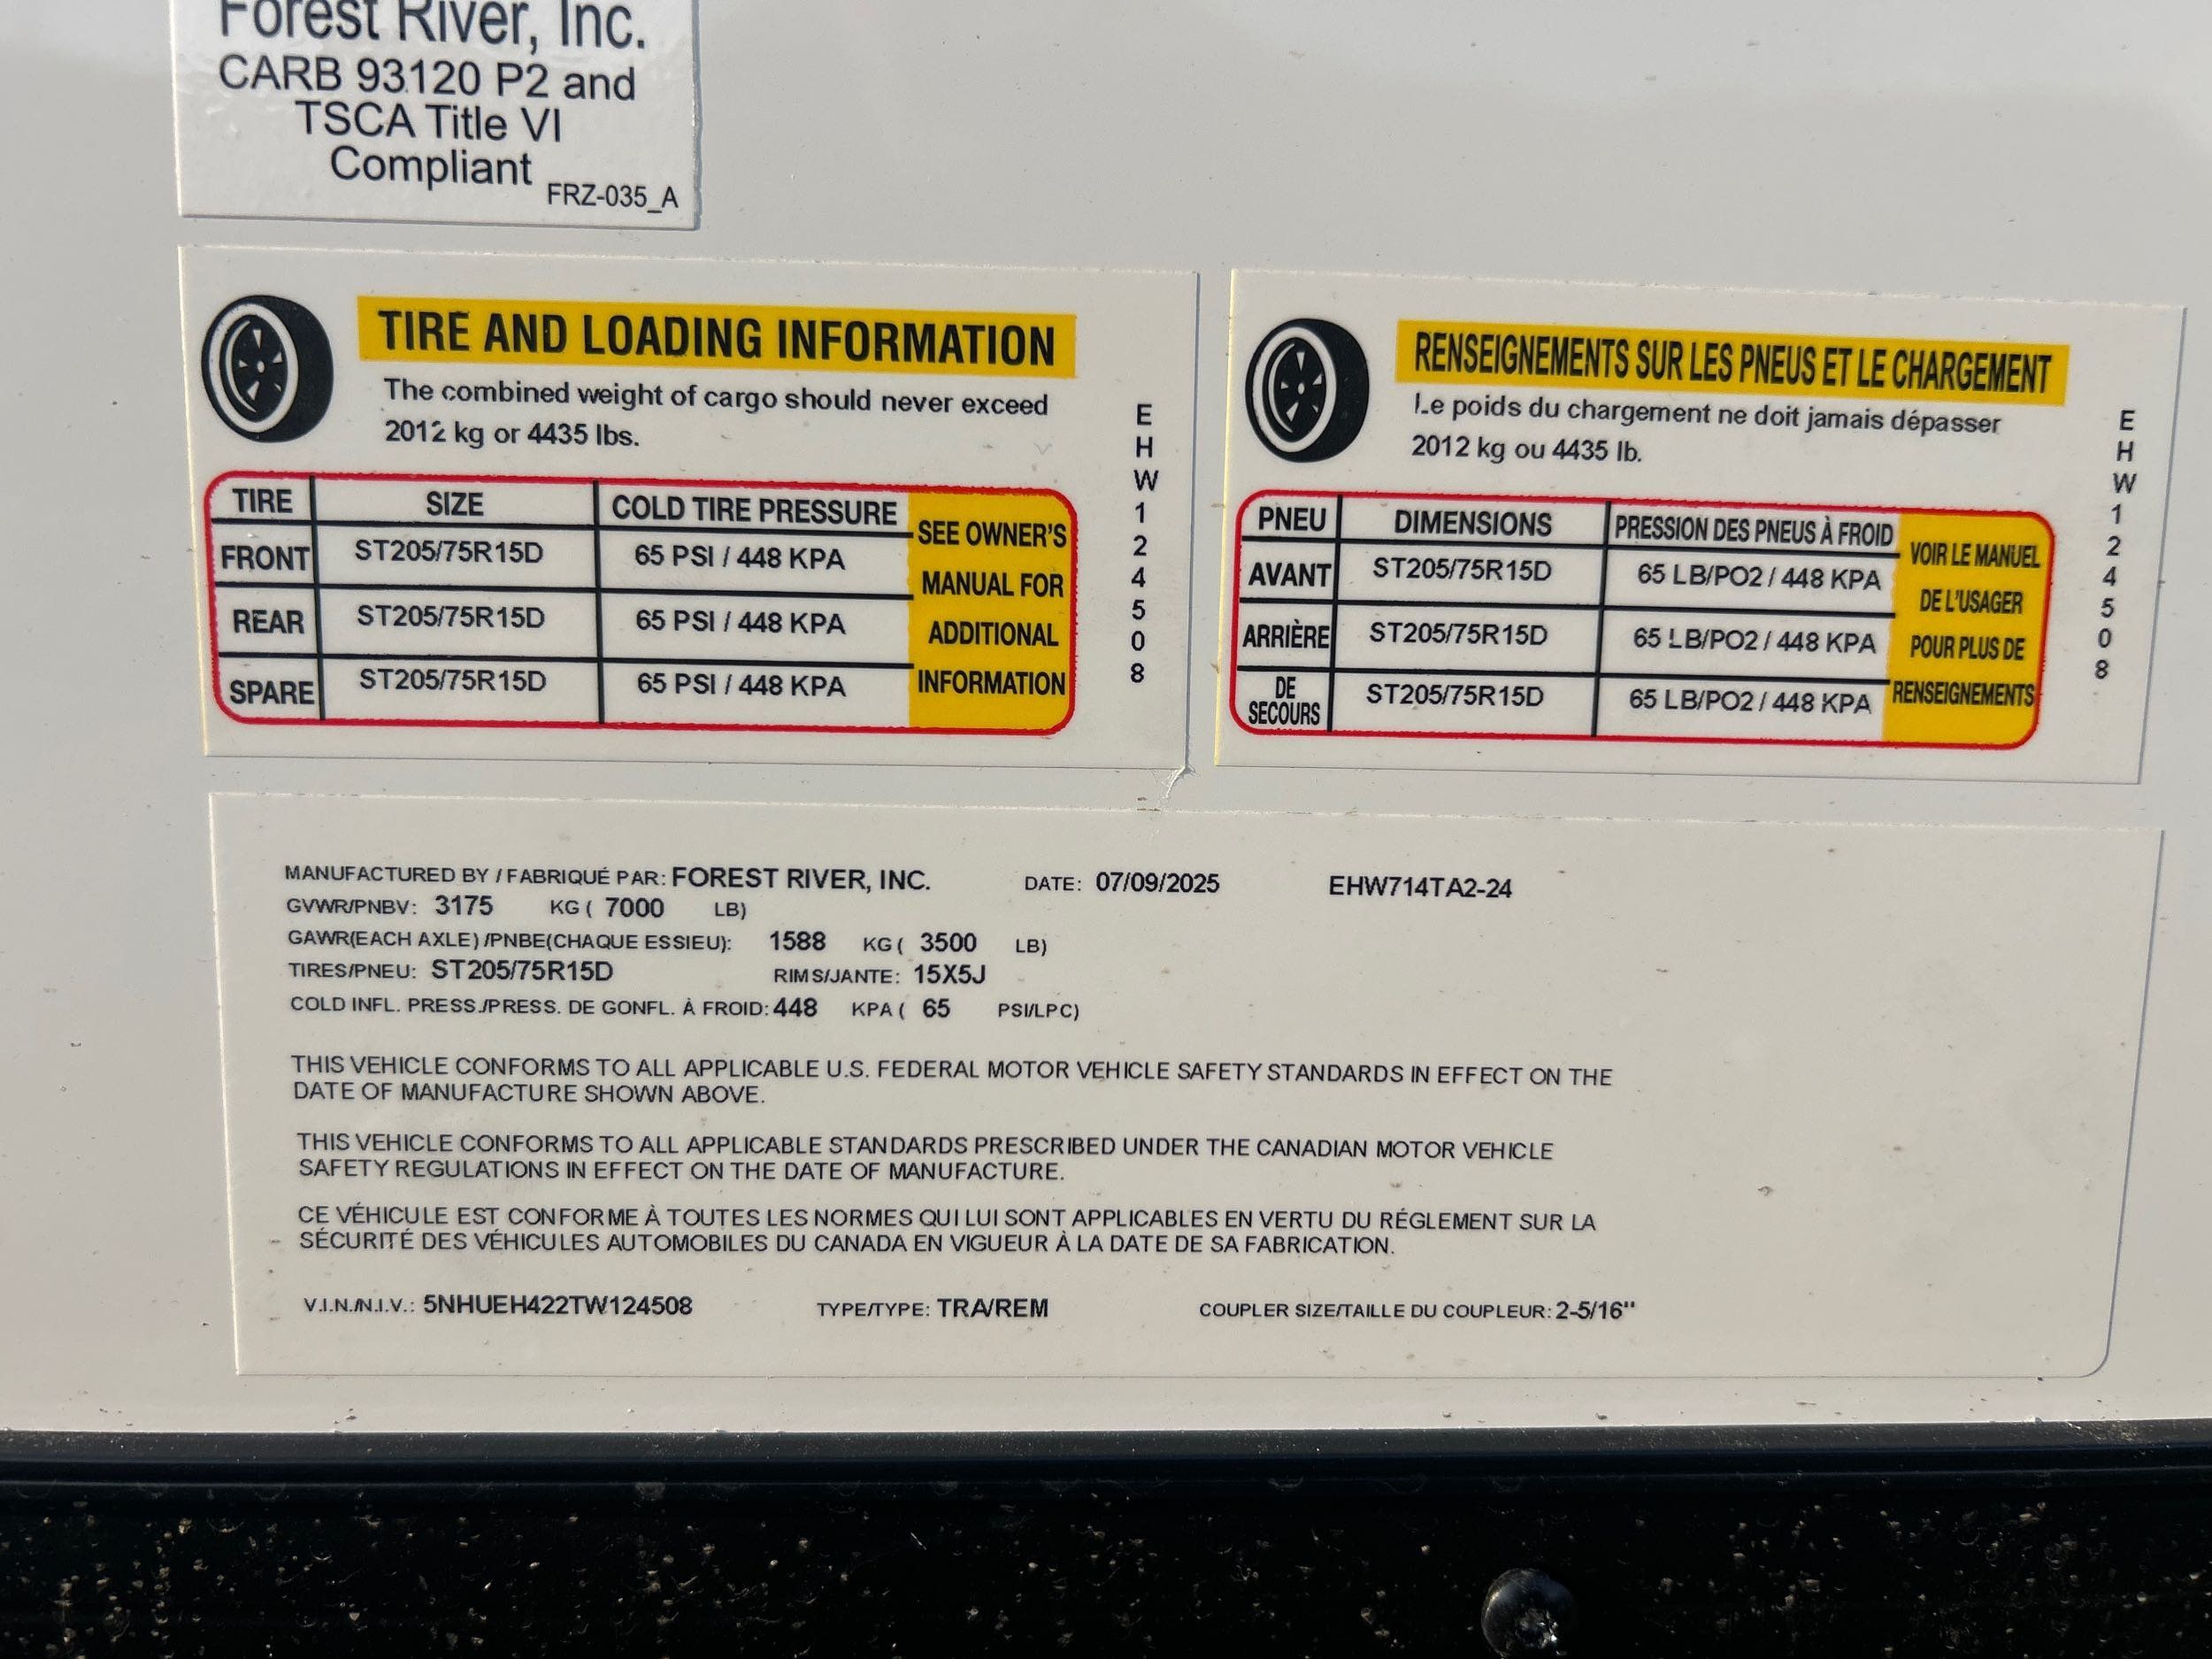 Forest River, Inc.
CARB 93120 P2 and
TSCA Title VI
Compliant
FRZ-035_A
TIRE AND LOADING INFORMATION
The combined weight of cargo should never exceed
2012 kg or 4435 lbs.
TIRE SIZE COLD TIRE PRESSURE
FRONT ST205/75R15D 65 PSI / 448 KPA
REAR ST205/75R15D 65 PSI / 448 KPA
SPARE ST205/75R15D 65 PSI / 448 KPA
SEE OWNER'S
MANUAL FOR
ADDITIONAL
INFORMATION
EHW124508
RENSEIGNEMENTS SUR LES PNEUS ET LE CHARGEMENT
Le poids du chargement ne doit jamais dépasser
2012 kg ou 4435 lb.
PNEU DIMENSIONS PRESSION DES PNEUS À FROID
AVANT ST205/75R15D 65 LB/PO2 / 448 KPA
ARRIÈRE ST205/75R15D 65 LB/PO2 / 448 KPA
DE SECOURS ST205/75R15D 65 LB/PO2 / 448 KPA
VOIR LE MANUEL
DE L'USAGER
POUR PLUS DE
RENSEIGNEMENTS
EHW124508
MANUFACTURED BY / FABRIQUÉ PAR: FOREST RIVER, INC. DATE: 07/09/2025 EHW714TA2-24
GVWR/PNBV: 3175 KG ( 7000 LB)
GAWR(EACH AXLE) /PNBE(CHAQUE ESSIEU): 1588 KG ( 3500 LB)
TIRES/PNEU: ST205/75R15D RIMS/JANTE: 15X5J
COLD INFL. PRESS./PRESS. DE GONFL. À FROID: 448 KPA ( 65 PSI/LPC)
THIS VEHICLE CONFORMS TO ALL APPLICABLE U.S. FEDERAL MOTOR VEHICLE SAFETY STANDARDS IN EFFECT ON THE
DATE OF MANUFACTURE SHOWN ABOVE.
THIS VEHICLE CONFORMS TO ALL APPLICABLE STANDARDS PRESCRIBED UNDER THE CANADIAN MOTOR VEHICLE
SAFETY REGULATIONS IN EFFECT ON THE DATE OF MANUFACTURE.
CE VÉHICULE EST CONFORME À TOUTES LES NORMES QUI LUI SONT APPLICABLES EN VERTU DU RÉGLEMENT SUR LA
SÉCURITÉ DES VÉHICULES AUTOMOBILES DU CANADA EN VIGUEUR À LA DATE DE SA FABRICATION.
V.I.N./N.I.V.: 5NHUEH422TW124508 TYPE/TYPE: TRA/REM COUPLER SIZE/TAILLE DU COUPLEUR: 2-5/16"